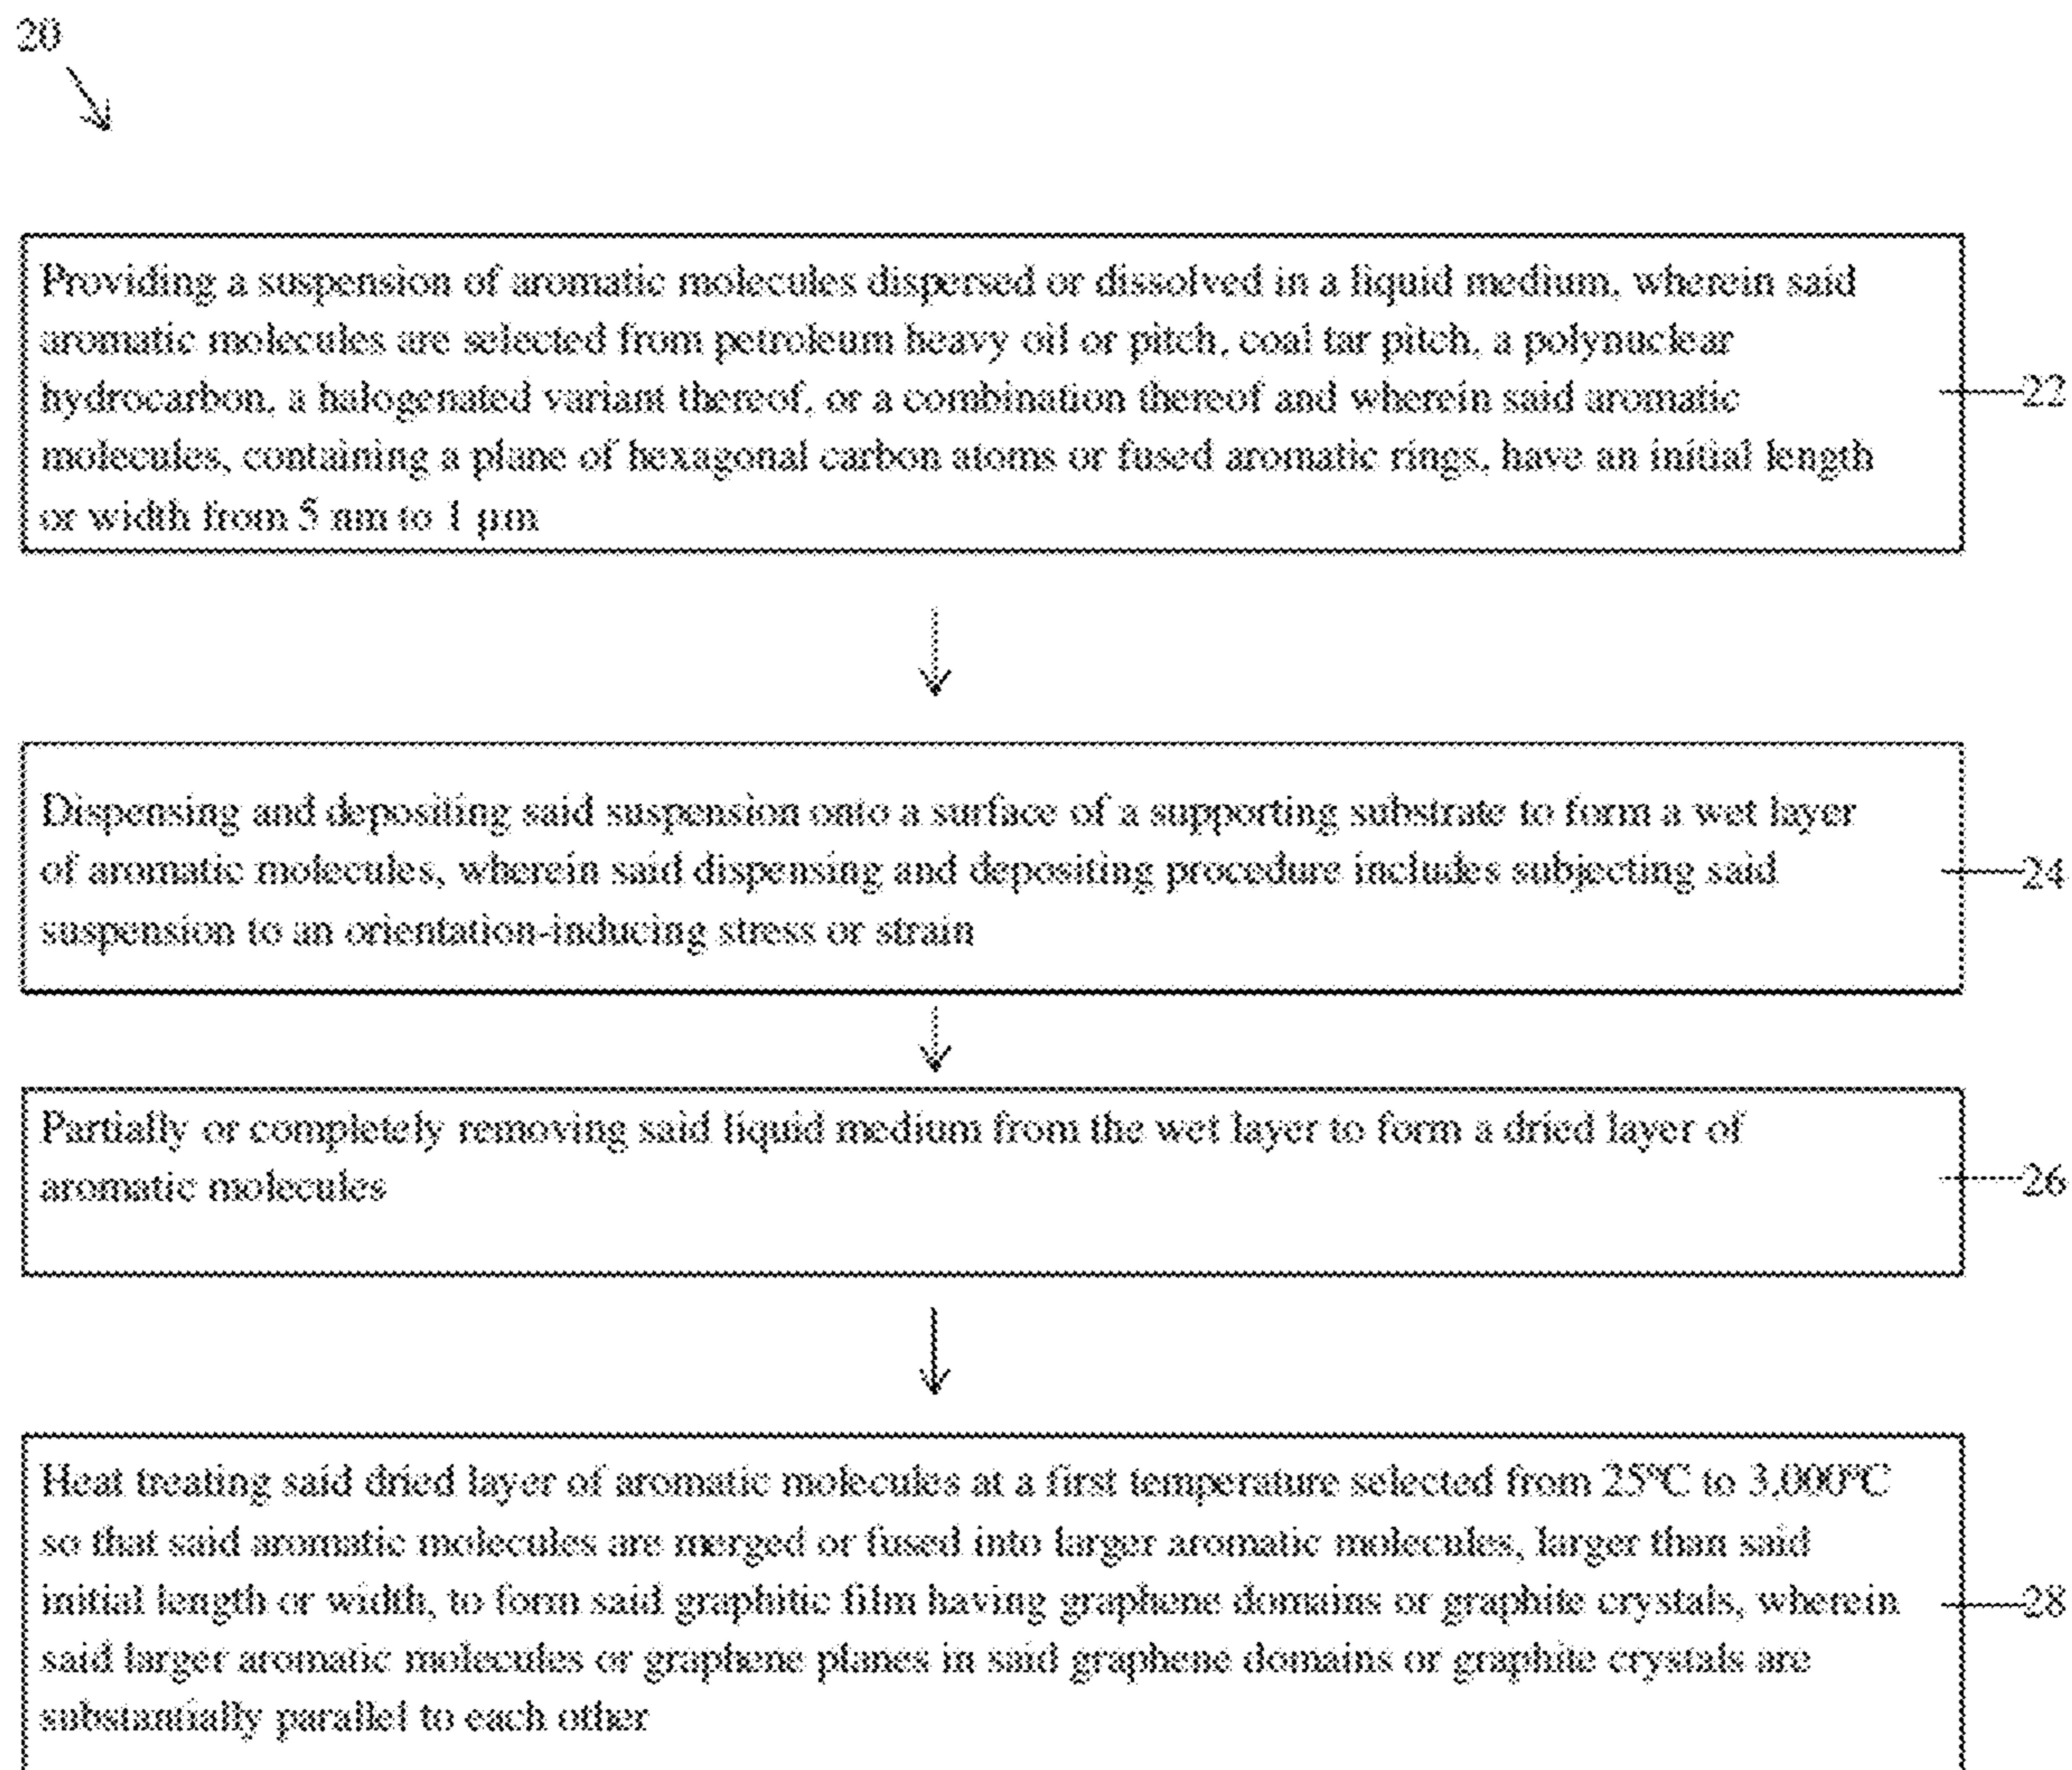 20
Providing a suspension of aromatic molecules dispersed or dissolved in a liquid medium, wherein said
aromatic molecules are selected from petroleum heavy oil or pitch, coal tar pitch, a polynuclear
hydrocarbon, a halogenated variant thereof, or a combination thereof and wherein said aromatic
molecules, containing a plane of hexagonal carbon atoms or fused aromatic rings, have an initial length
or width from 5 nm to 1 μm
22
Dispensing and depositing said suspension onto a surface of a supporting substrate to form a wet layer
of aromatic molecules, wherein said dispensing and depositing procedure includes subjecting said
suspension to an orientation-inducing stress or strain
24
Partially or completely removing said liquid medium from the wet layer to form a dried layer of
aromatic molecules
26
Heat treating said dried layer of aromatic molecules at a first temperature selected from 25°C to 3,000°C
so that said aromatic molecules are merged or fused into larger aromatic molecules, larger than said
initial length or width, to form said graphitic film having graphene domains or graphite crystals, wherein
said larger aromatic molecules or graphene planes in said graphene domains or graphite crystals are
substantially parallel to each other
28